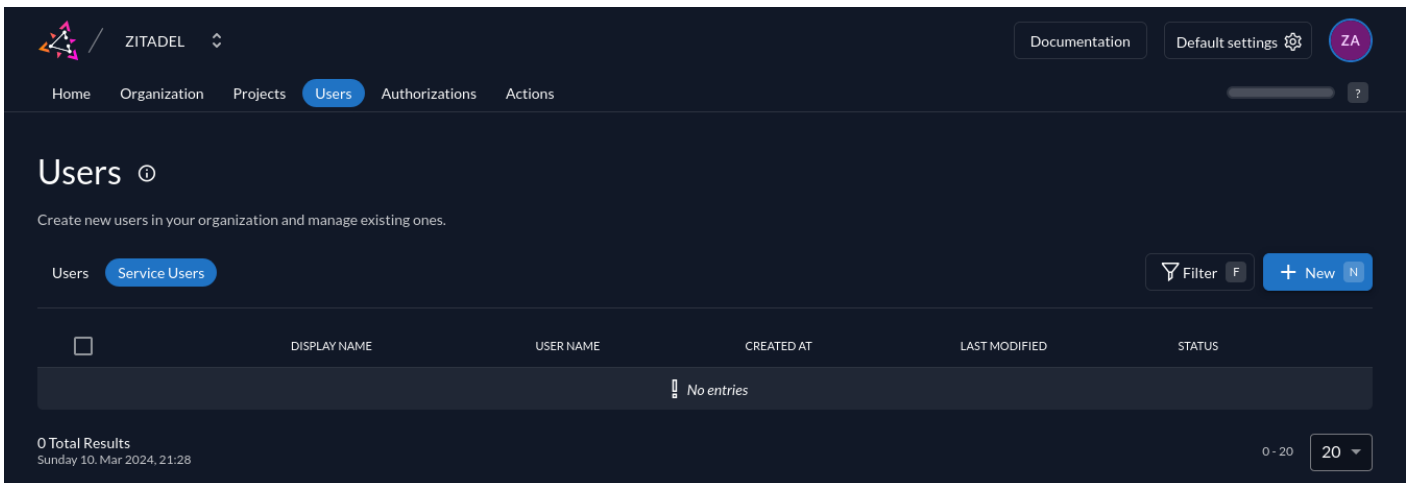 ZITADEL Documentation Default settings ZA
Home Organization Projects Users Authorizations Actions ?
Users
Create new users in your organization and manage existing ones.
Users Service Users Filter F + New N
DISPLAY NAME USER NAME CREATED AT LAST MODIFIED STATUS
No entries
0 Total Results
Sunday 10. Mar 2024, 21:28
0 - 20 20